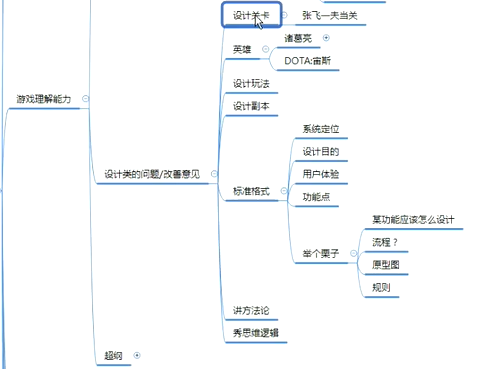 设计关卡
张飞一夫当关
英雄
诸葛亮
DOTA:宙斯
设计玩法
设计副本
游戏理解能力
设计类的问题/改善意见
标准格式
系统定位
设计目的
用户体验
功能点
举个栗子
某功能应该怎么设计
流程？
原型图
规则
讲方法论
秀思维逻辑
超纲